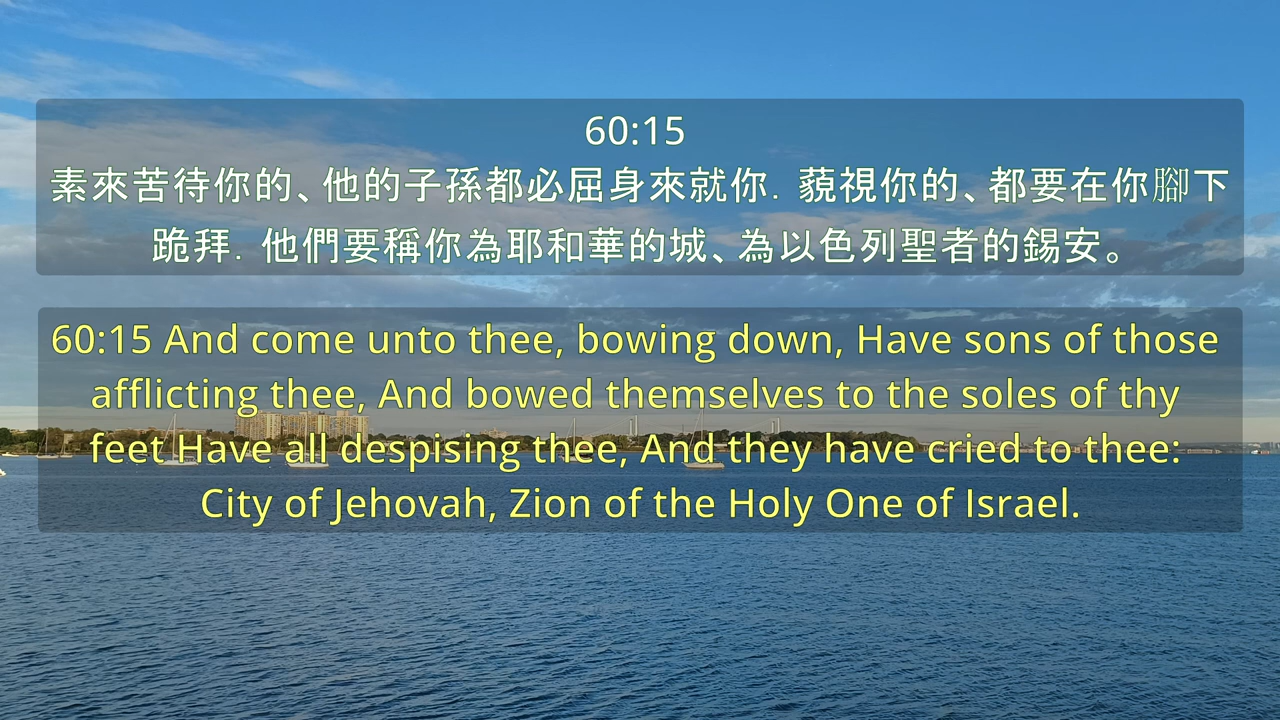 60:15
素來苦待你的、他的子孫都必屈身來就你. 藐視你的、都要在你腳下
跪拜. 他們要稱你為耶和華的城、為以色列聖者的錫安。
60:15 And come unto thee, bowing down, Have sons of those
afflicting thee, And bowed themselves to the soles of thy
feet Have all despising thee, And they have cried to thee:
City of Jehovah, Zion of the Holy One of Israel.